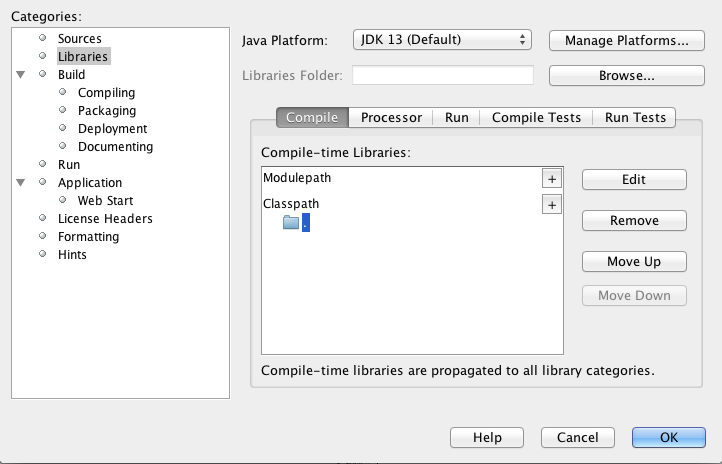 Categories:
Sources
Libraries
Build
Compiling
Packaging
Deployment
Documenting
Run
Application
Web Start
License Headers
Formatting
Hints
Java Platform: JDK 13 (Default) Manage Platforms...
Libraries Folder: Browse...
Compile Processor Run Compile Tests Run Tests
Compile-time Libraries:
Modulepath +
Classpath +
.
Edit
Remove
Move Up
Move Down
Compile-time libraries are propagated to all library categories.
Help Cancel OK